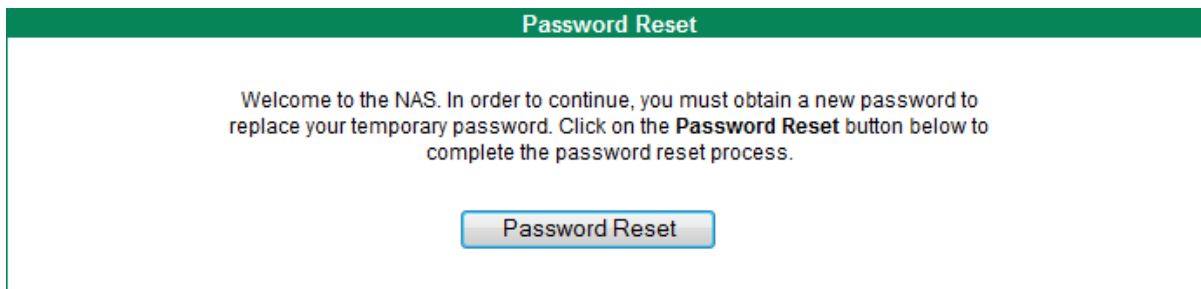 Password Reset
Welcome to the NAS. In order to continue, you must obtain a new password to
replace your temporary password. Click on the Password Reset button below to
complete the password reset process.
Password Reset